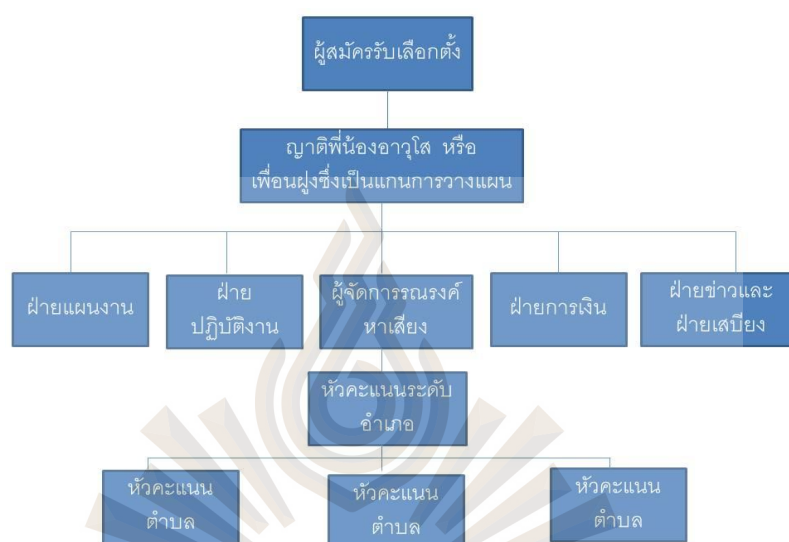 ผู้สมัครรับเลือกตั้ง
ญาติพี่น้องอาวุโส หรือ
เพื่อนฝูงซึ่งเป็นแกนการวางแผน
ฝ่ายแผนงาน
ฝ่าย
ปฏิบัติงาน
ผู้จัดการรณรงค์
หาเสียง
ฝ่ายการเงิน
ฝ่ายข่าวและ
ฝ่ายเสบียง
หัวคะแนนระดับ
อำเภอ
หัวคะแนน
ตำบล
หัวคะแนน
ตำบล
หัวคะแนน
ตำบล